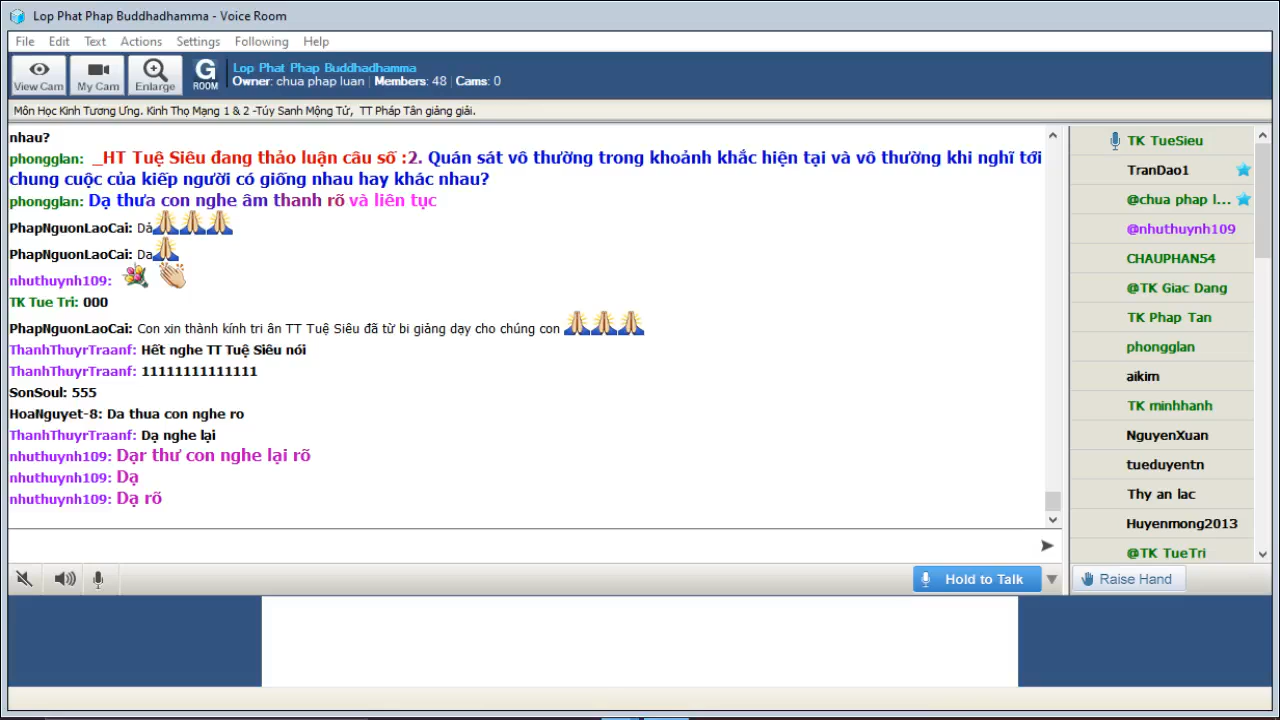 Lop Phat Phap Buddhadhamma - Voice Room
File Edit Text Actions Settings Following Help
View Cam My Cam Enlarge G ROOM
Lop Phat Phap Buddhadhamma
Owner: chua phap luan | Members: 48 | Cams: 0
Môn Học Kinh Tương Ưng. Kinh Thọ Mạng 1 & 2 -Túy Sanh Mộng Tử, TT Pháp Tân giảng giải.
nhau?
phongglan: _HT Tuệ Siêu đang thảo luận câu số :2. Quán sát vô thường trong khoảnh khắc hiện tại và vô thường khi nghĩ tới
chung cuộc của kiếp người có giống nhau hay khác nhau?
phongglan: Dạ thưa con nghe âm thanh rõ và liên tục
PhapNguonLaoCai: Dả
PhapNguonLaoCai: Da
nhuthuynh109:
TK Tue Tri: 000
PhapNguonLaoCai: Con xin thành kính tri ân TT Tuệ Siêu đã từ bi giảng dạy cho chúng con
ThanhThuyrTraanf: Hết nghe TT Tuệ Siêu nói
ThanhThuyrTraanf: 11111111111111
SonSoul: 555
HoaNguyet-8: Da thua con nghe ro
ThanhThuyrTraanf: Dạ nghe lại
nhuthuynh109: Dạr thư con nghe lại rõ
nhuthuynh109: Dạ
nhuthuynh109: Dạ rõ
TK TueSieu
TranDao1
@chua phap l...
@nhuthuynh109
CHAUPHAN54
@TK Giac Dang
TK Phap Tan
phongglan
aikim
TK minhhanh
NguyenXuan
tueduyentn
Thy an lac
Huyenmong2013
@TK TueTri
Hold to Talk
Raise Hand